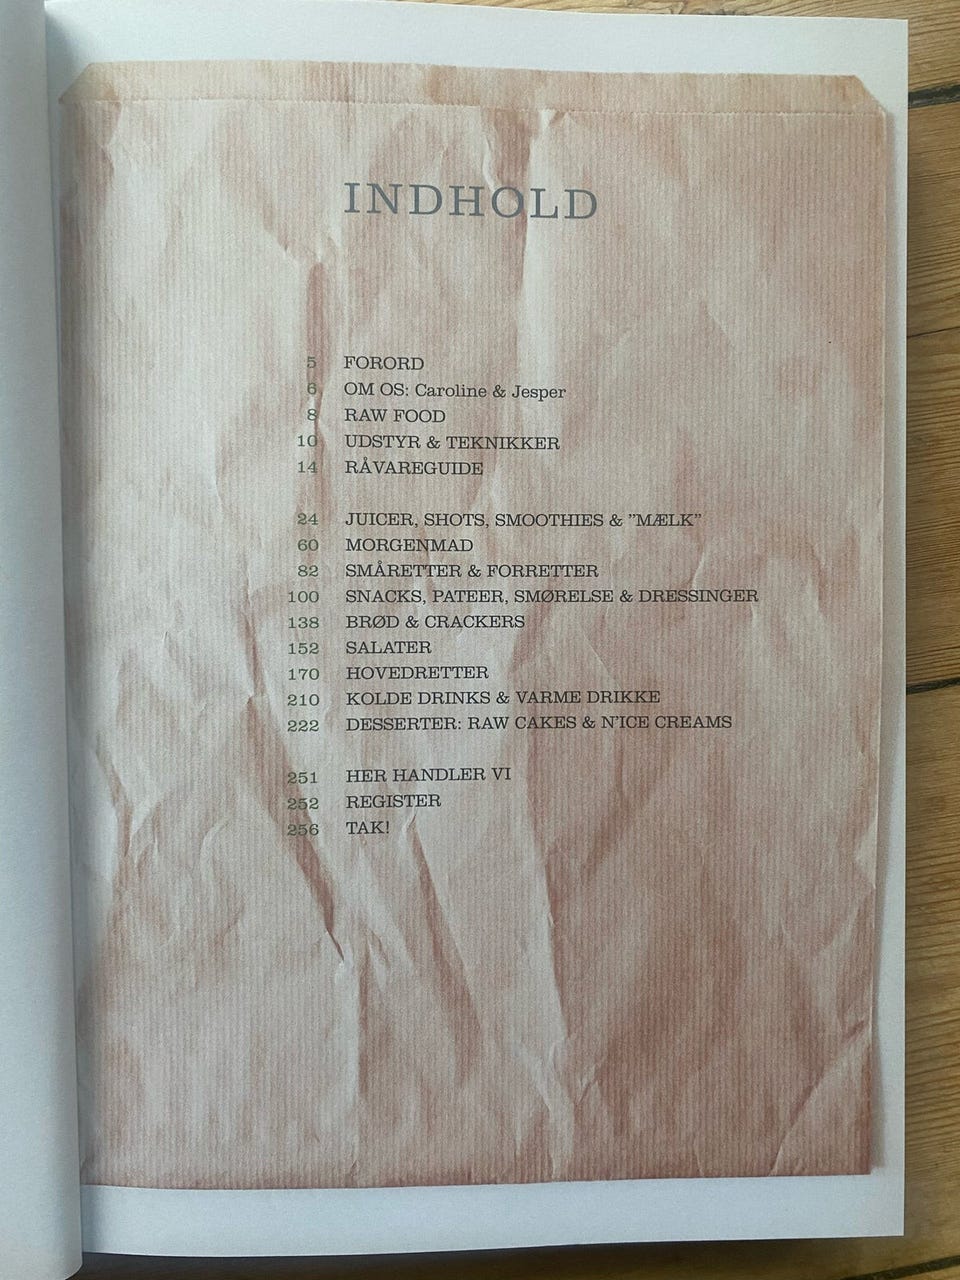 INDHOLD
5 FORORD
6 OM OS: Caroline & Jesper
8 RAW FOOD
10 UDSTYR & TEKNIKKER
14 RÅVAREGUIDE
24 JUICER, SHOTS, SMOOTHIES & ”MÆLK”
60 MORGENMAD
82 SMÅRETTER & FORRETTER
100 SNACKS, PATEER, SMØRELSE & DRESSINGER
138 BRØD & CRACKERS
152 SALATER
170 HOVEDRETTER
210 KOLDE DRINKS & VARME DRIKKE
222 DESSERTER: RAW CAKES & N’ICE CREAMS
251 HER HANDLER VI
252 REGISTER
256 TAK!